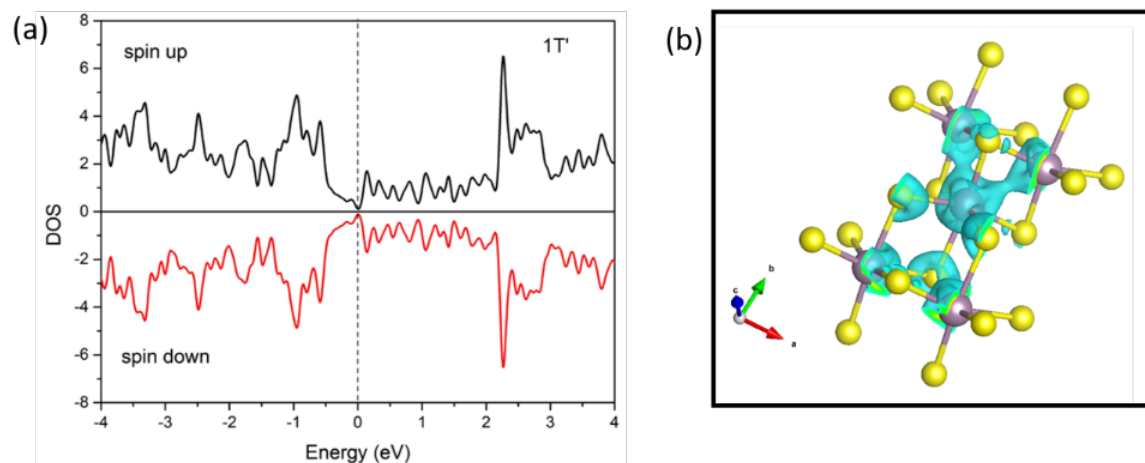 (a)
spin up
1T'
spin down
DOS
8
6
4
2
0
-2
-4
-6
-8
-4 -3 -2 -1 0 1 2 3 4
Energy (eV)
(b)
c
b
a